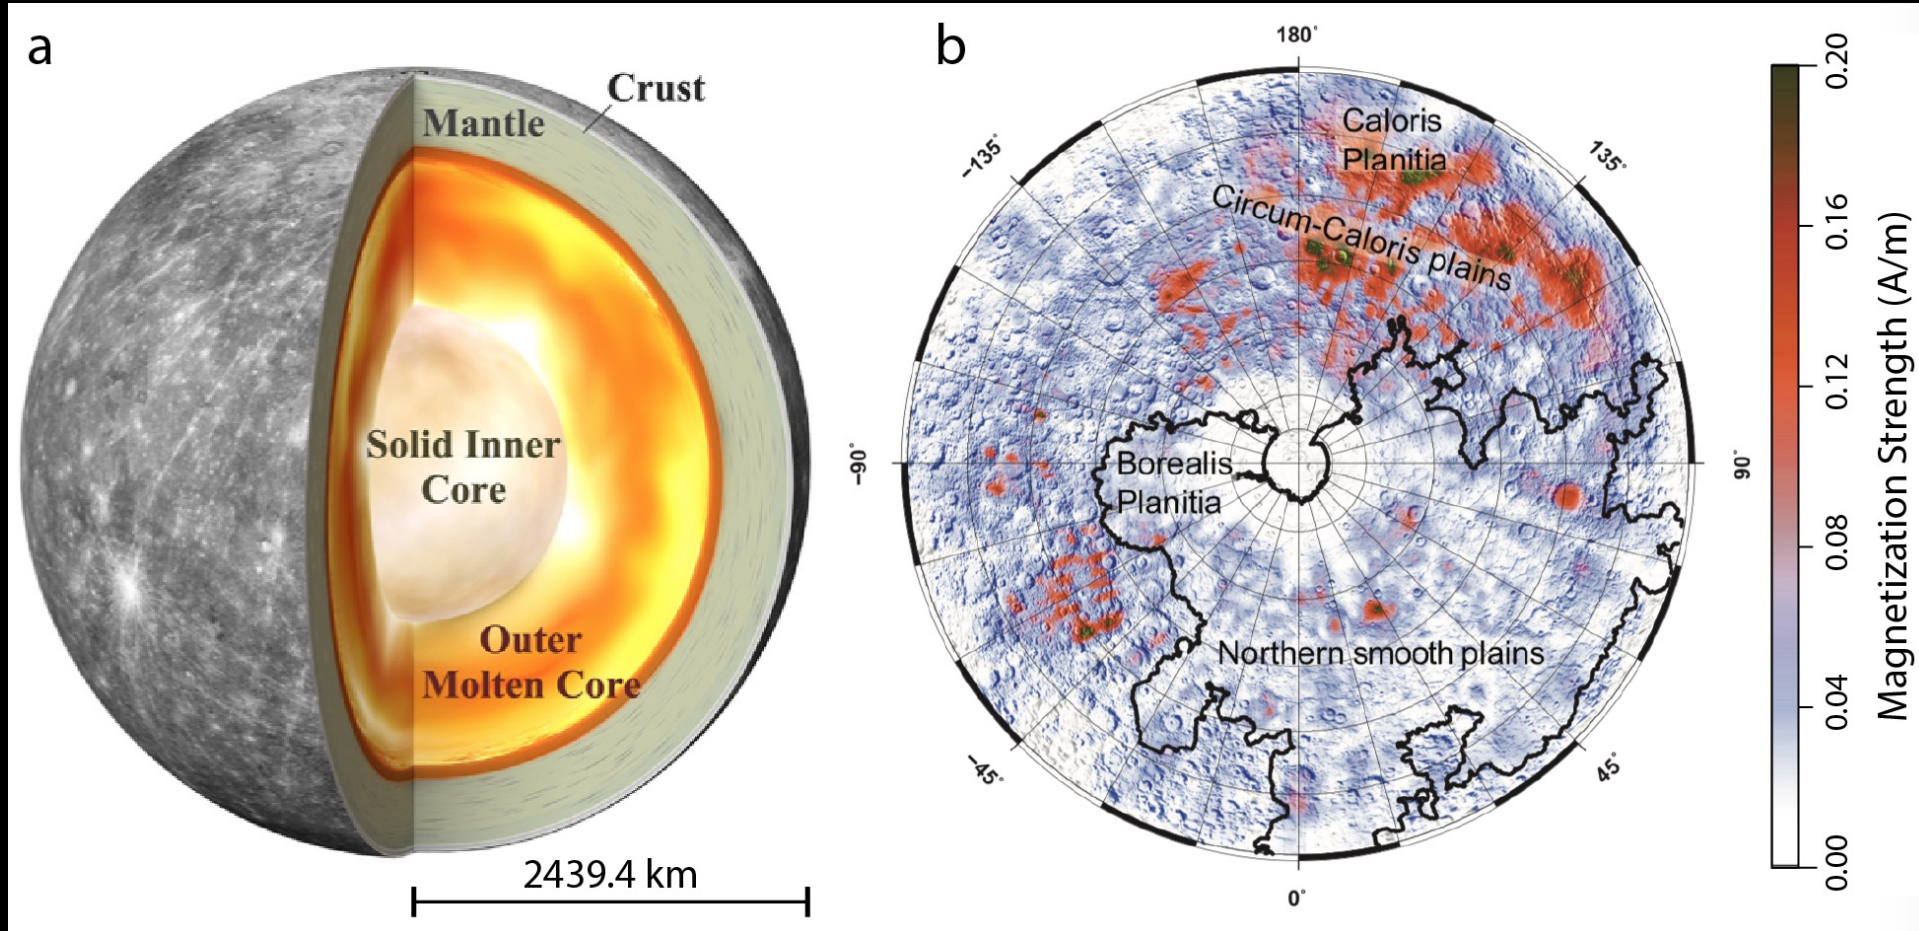 a
Crust
Mantle
Solid Inner
Core
Outer
Molten Core
2439.4 km
b
180°
-135°
135°
-90°
90°
-45°
45°
0°
Caloris
Planitia
Circum-Caloris plains
Borealis
Planitia
Northern smooth plains
0.20
0.16
0.12
0.08
0.04
0.00
Magnetization Strength (A/m)